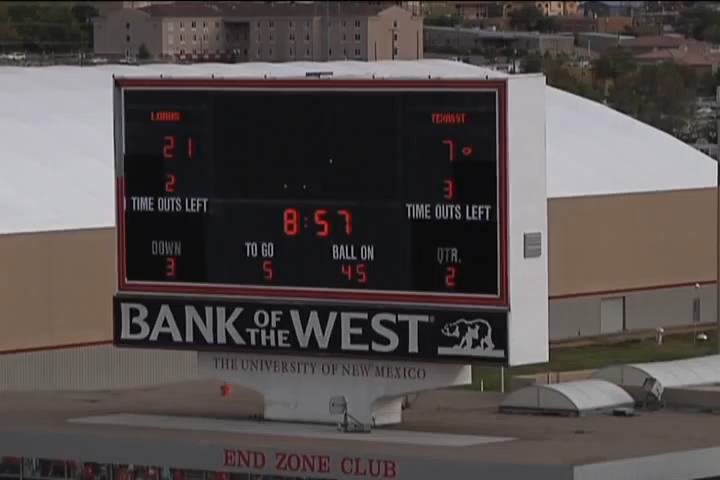 LOBOS
TEXAST
21
7
2
3
TIME OUTS LEFT
TIME OUTS LEFT
8:57
DOWN
TO GO
BALL ON
QTR.
3
5
45
2
BANK OF THE WEST
THE UNIVERSITY OF NEW MEXICO
END ZONE CLUB